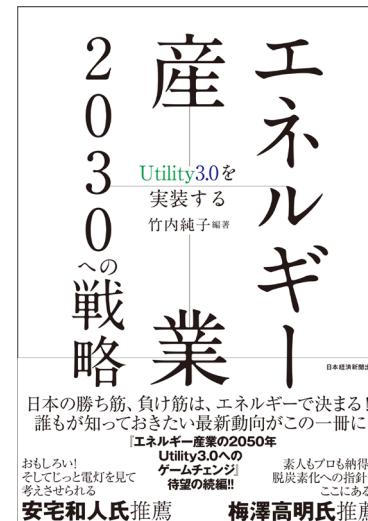 エネルギー
産業
2030への戦略
Utility3.0を
実装する
竹内純子 編著
日本経済新聞出
日本の勝ち筋、負け筋は、エネルギーで決まる!
誰もが知っておきたい最新動向がこの一冊に
『エネルギー産業の2050年
Utility3.0への
ゲームチェンジ』
待望の続編!!
おもしろい!
そしてじっと電灯を見て
考えさせられる
安宅和人氏推薦
素人もプロも納得
脱炭素化への指針
ここにある
梅澤高明氏推薦